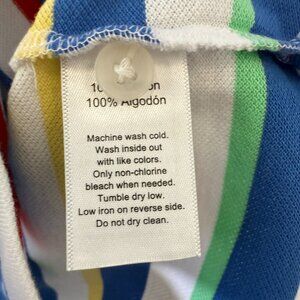 100% Algodón
Machine wash cold.
Wash inside out
with like colors.
Only non-chlorine
bleach when needed.
Tumble dry low.
Low iron on reverse side.
Do not dry clean.